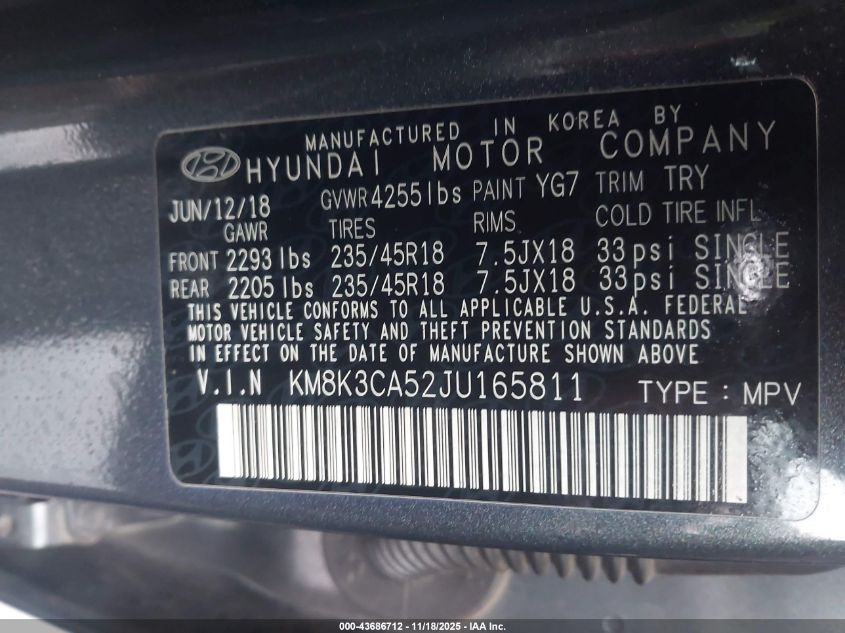 MANUFACTURED IN KOREA BY
HYUNDAI MOTOR COMPANY
JUN/12/18 GVWR 4255 lbs PAINT YG7 TRIM TRY
GAWR TIRES RIMS COLD TIRE INFL
FRONT 2293 lbs 235/45R18 7.5JX18 33 psi SINGLE
REAR 2205 lbs 235/45R18 7.5JX18 33 psi SINGLE
THIS VEHICLE CONFORMS TO ALL APPLICABLE U.S.A. FEDERAL
MOTOR VEHICLE SAFETY AND THEFT PREVENTION STANDARDS
IN EFFECT ON THE DATE OF MANUFACTURE SHOWN ABOVE.
V.I.N KM8K3CA52JU165811 TYPE : MPV
000-43686712 - 11/18/2025 - IAA Inc.